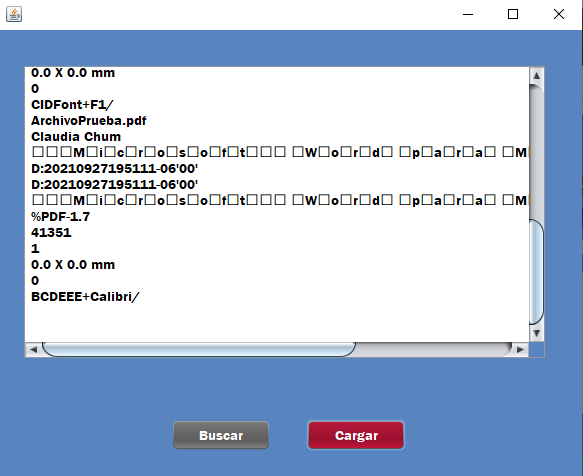 0.0 X 0.0 mm
0
CIDFont+F1/
ArchivoPrueba.pdf
Claudia Chum
□□□M□i□c□r□o□s□o□f□t□□□ □W□o□r□d□ □p□a□r□a□ □M
D:20210927195111-06'00'
D:20210927195111-06'00'
□□□M□i□c□r□o□s□o□f□t□□□ □W□o□r□d□ □p□a□r□a□ □M
%PDF-1.7
41351
1
0.0 X 0.0 mm
0
BCDEEE+Calibri/
Buscar
Cargar